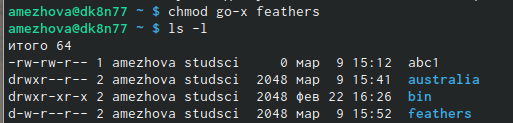 amezhova@dk8n77 ~ $ chmod go-x feathers
amezhova@dk8n77 ~ $ ls -l
итого 64
-rw-rw-r-- 1 amezhova studsci    0 мар  9 15:12 abc1
drwxr--r-- 2 amezhova studsci 2048 мар  9 15:41 australia
drwxr-xr-x 2 amezhova studsci 2048 фев 22 16:26 bin
d-w-r--r-- 2 amezhova studsci 2048 мар  9 15:52 feathers